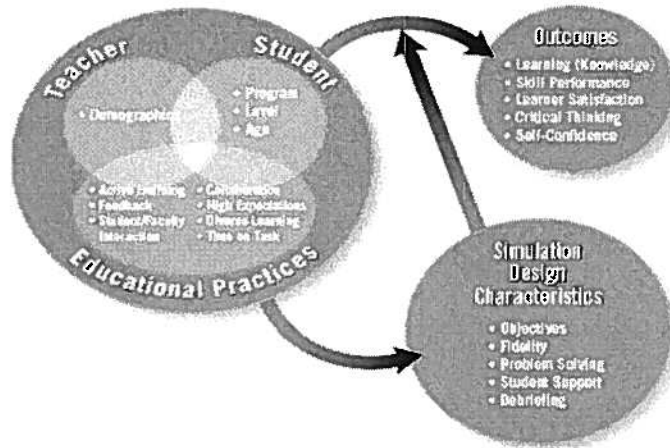 Teacher
Student
• Demographics
• Program
• Level
• Age
• Active Learning
• Feedback
• Student/Faculty
Interaction
• Collaboration
• High Expectations
• Diverse Learning
• Time on Task
Educational Practices
Outcomes
• Learning (Knowledge)
• Skill Performance
• Learner Satisfaction
• Critical Thinking
• Self-Confidence
Simulation
Design
Characteristics
• Objectives
• Fidelity
• Problem Solving
• Student Support
• Debriefing